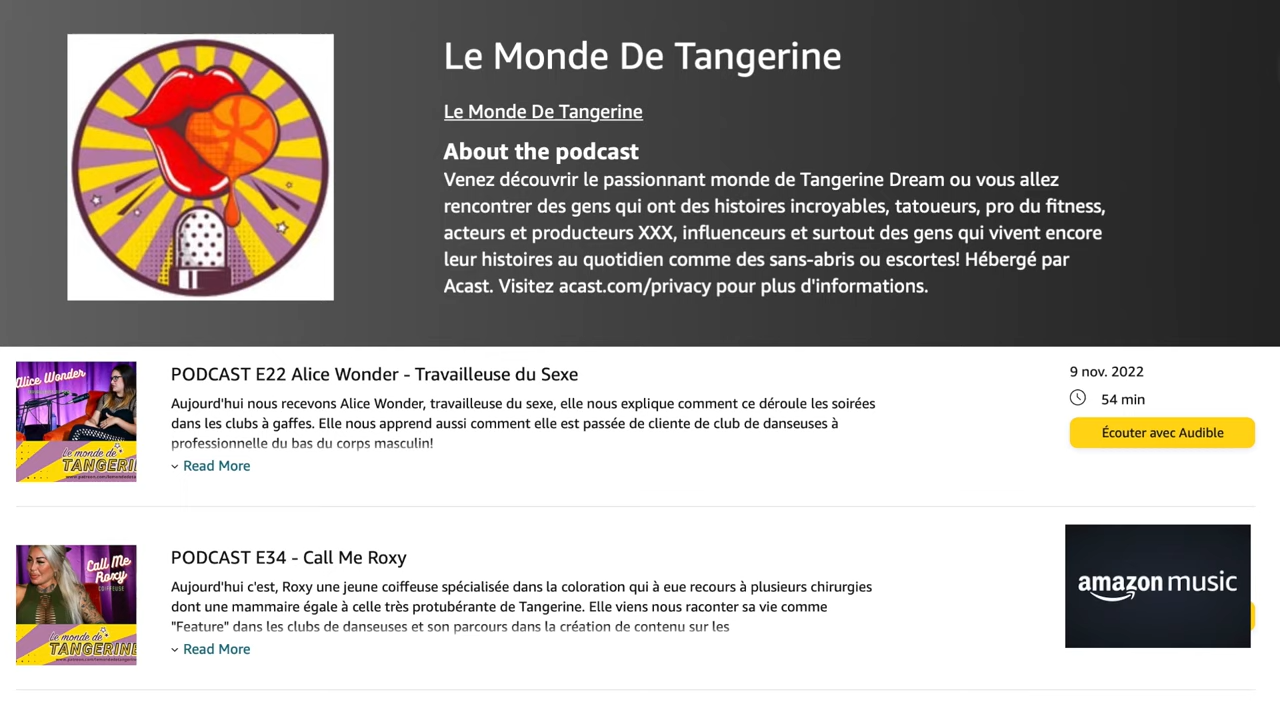 Le Monde De Tangerine
Le Monde De Tangerine
About the podcast
Venez découvrir le passionnant monde de Tangerine Dream ou vous allez
rencontrer des gens qui ont des histoires incroyables, tatoueurs, pro du fitness,
acteurs et producteurs XXX, influenceurs et surtout des gens qui vivent encore
leur histoires au quotidien comme des sans-abris ou escortes! Hébergé par
Acast. Visitez acast.com/privacy pour plus d'informations.
Alice Wonder
Le monde de
TANGERI
PODCAST E22 Alice Wonder - Travailleuse du Sexe
Aujourd'hui nous recevons Alice Wonder, travailleuse du sexe, elle nous explique comment ce déroule les soirées
dans les clubs à gaffes. Elle nous apprend aussi comment elle est passée de cliente de club de danseuses à
professionnelle du bas du corps masculin!
Read More
9 nov. 2022
54 min
Écouter avec Audible
Call Me
Roxy
COIFFEUSE
Le monde de
TANGERINE
PODCAST E34 - Call Me Roxy
Aujourd'hui c'est, Roxy une jeune coiffeuse spécialisée dans la coloration qui à eue recours à plusieurs chirurgies
dont une mammaire égale à celle très protubérante de Tangerine. Elle viens nous raconter sa vie comme
"Feature" dans les clubs de danseuses et son parcours dans la création de contenu sur les
Read More
amazon music